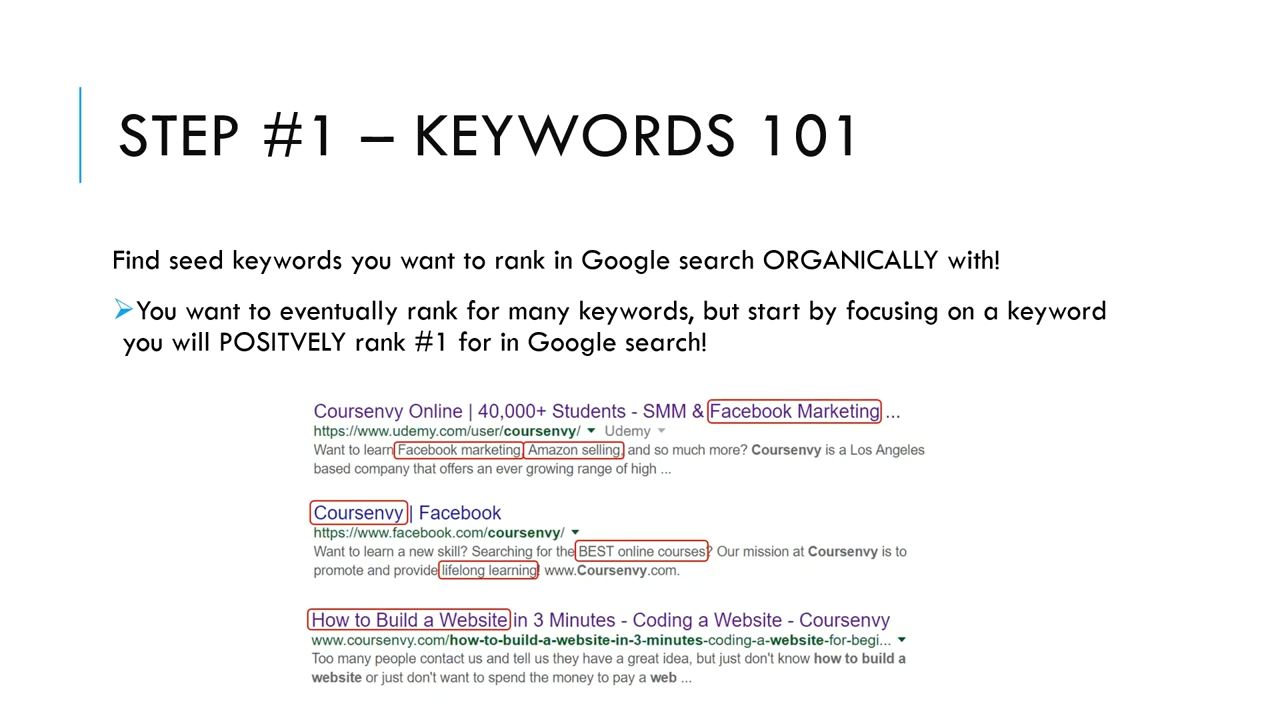 STEP #1 – KEYWORDS 101
Find seed keywords you want to rank in Google search ORGANICALLY with!
You want to eventually rank for many keywords, but start by focusing on a keyword
you will POSITVELY rank #1 for in Google search!
Coursenvy Online | 40,000+ Students - SMM & Facebook Marketing ...
https://www.udemy.com/user/coursenvy/ Udemy
Want to learn Facebook marketing, Amazon selling, and so much more? Coursenvy is a Los Angeles
based company that offers an ever growing range of high ...
Coursenvy | Facebook
https://www.facebook.com/coursenvy/
Want to learn a new skill? Searching for the BEST online courses? Our mission at Coursenvy is to
promote and provide lifelong learning! www.Coursenvy.com.
How to Build a Website in 3 Minutes - Coding a Website - Coursenvy
www.coursenvy.com/how-to-build-a-website-in-3-minutes-coding-a-website-for-begi...
Too many people contact us and tell us they have a great idea, but just don't know how to build a
website or just don't want to spend the money to pay a web ...